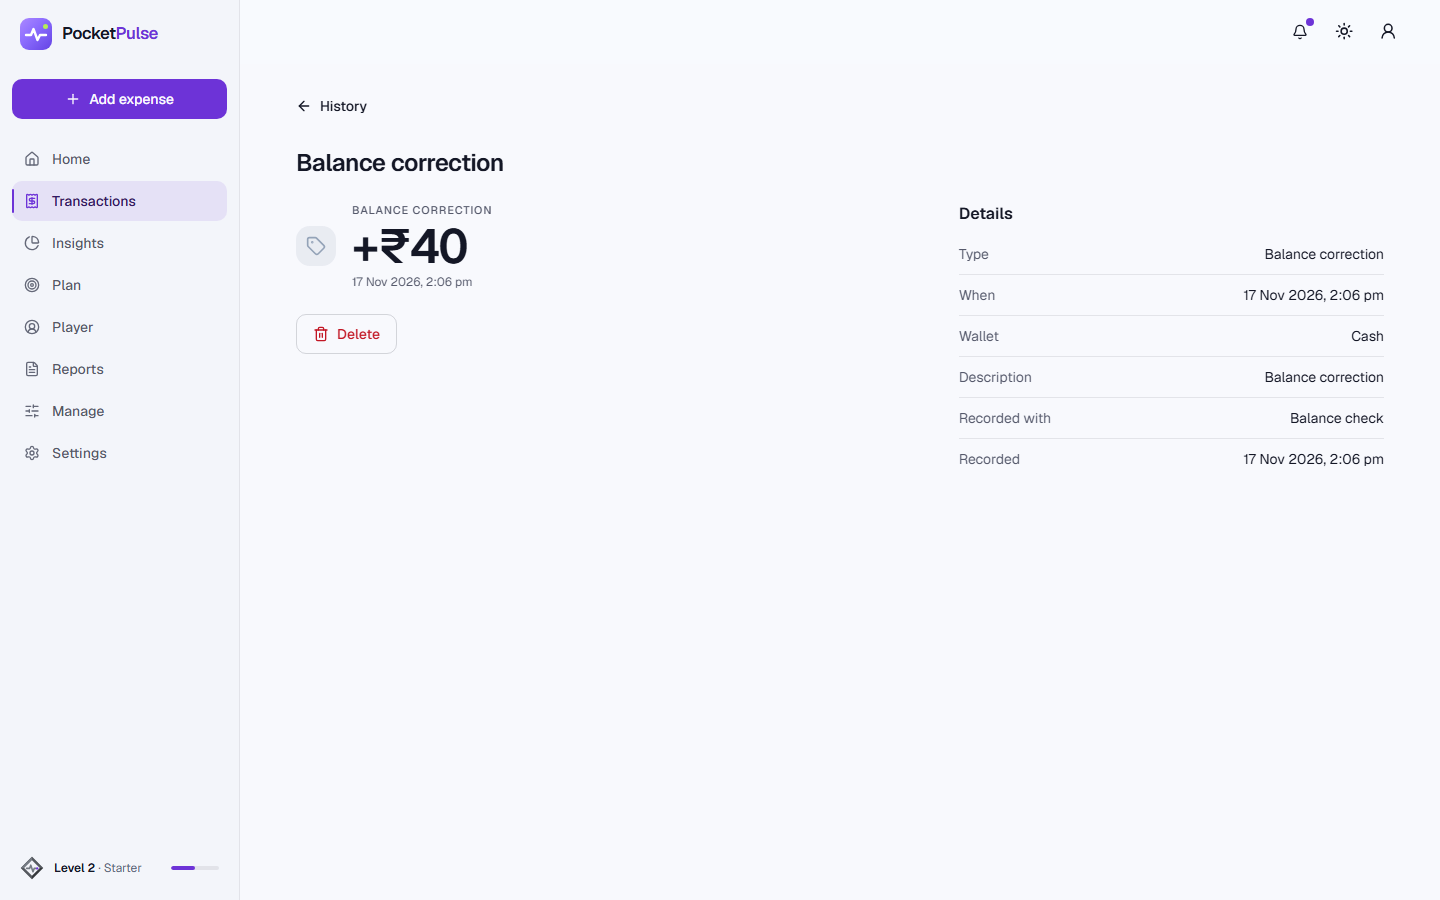 PocketPulse
Add expense
Home
Transactions
Insights
Plan
Player
Reports
Manage
Settings
Level 2 · Starter
History
Balance correction
BALANCE CORRECTION
+₹40
17 Nov 2026, 2:06 pm
Delete
Details
Type Balance correction
When 17 Nov 2026, 2:06 pm
Wallet Cash
Description Balance correction
Recorded with Balance check
Recorded 17 Nov 2026, 2:06 pm